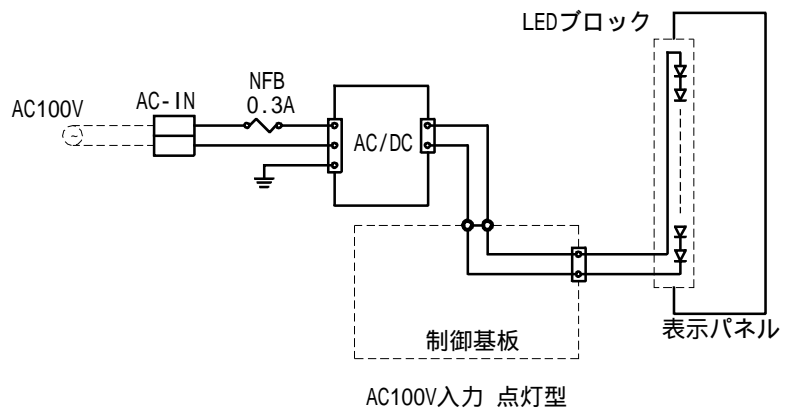 LEDブロック
NFB
0.3A
AC-IN
AC100V
AC/DC
表示パネル
制御基板
AC100V入力 点灯型